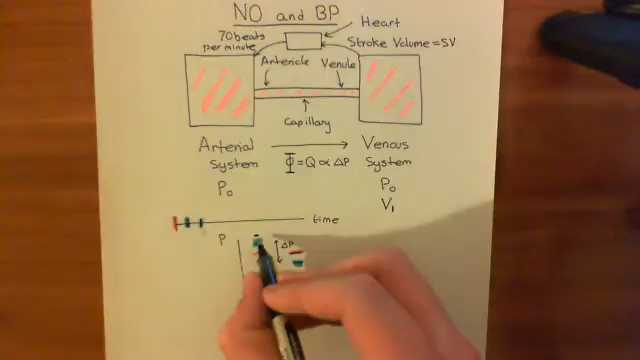 NO and BP
Heart
70 beats
per minute
Stroke Volume = SV
Arteriole
Venule
Capillary
Arterial
System
P₀
Φ = Q ∝ ΔP
Venous
System
P₀
V₁
time
P
ΔP